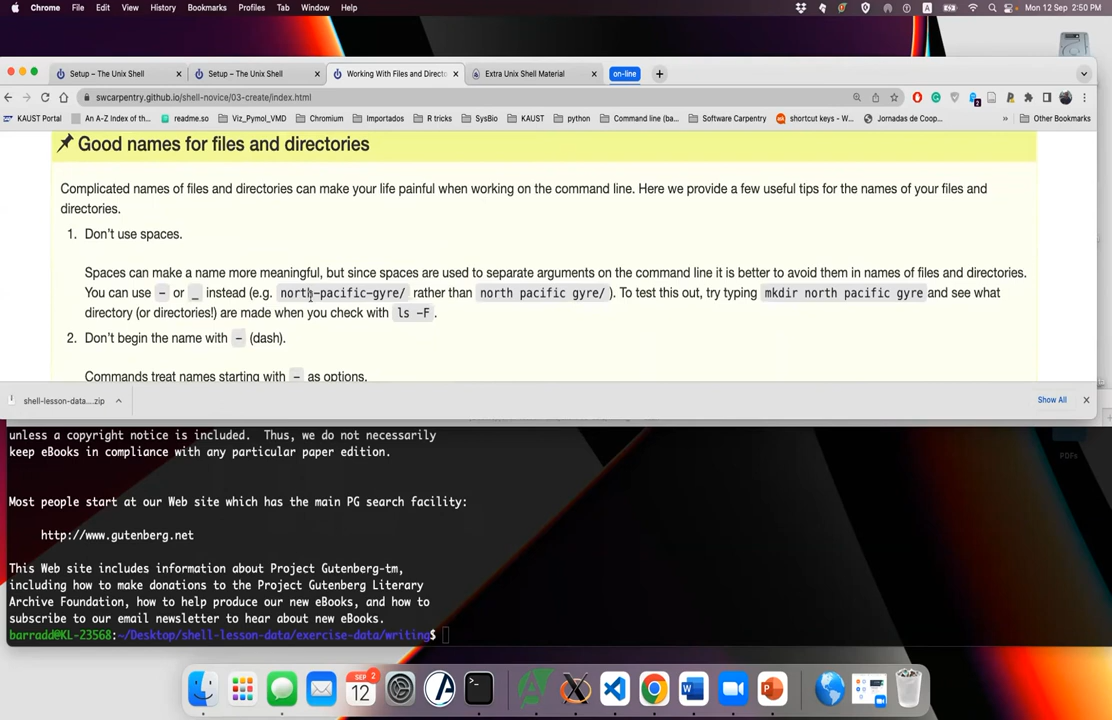 Chrome File Edit View History Bookmarks Profiles Tab Window Help
A Mon 12 Sep 2:50 PM
Setup – The Unix Shell × Setup – The Unix Shell × Working With Files and Directo × Extra Unix Shell Material × on-line +
swcarpentry.github.io/shell-novice/03-create/index.html
KAUST Portal An A-Z Index of th... readme.so Viz_Pymol_VMD Chromium Importados R tricks SysBio KAUST python Command line (ba... Software Carpentry shortcut keys - W... Jornadas de Coop... » Other Bookmarks
Good names for files and directories
Complicated names of files and directories can make your life painful when working on the command line. Here we provide a few useful tips for the names of your files and
directories.
1. Don't use spaces.
Spaces can make a name more meaningful, but since spaces are used to separate arguments on the command line it is better to avoid them in names of files and directories.
You can use - or _ instead (e.g. north-pacific-gyre/ rather than north pacific gyre/ ). To test this out, try typing mkdir north pacific gyre and see what
directory (or directories!) are made when you check with ls -F.
2. Don't begin the name with - (dash).
Commands treat names starting with - as options.
shell-lesson-data....zip
Show All
unless a copyright notice is included. Thus, we do not necessarily
keep eBooks in compliance with any particular paper edition.
PDFs
Most people start at our Web site which has the main PG search facility:
http://www.gutenberg.net
This Web site includes information about Project Gutenberg-tm,
including how to make donations to the Project Gutenberg Literary
Archive Foundation, how to help produce our new eBooks, and how to
subscribe to our email newsletter to hear about new eBooks.
barradd@KL-23568:~/Desktop/shell-lesson-data/exercise-data/writing$
SEP 2
12